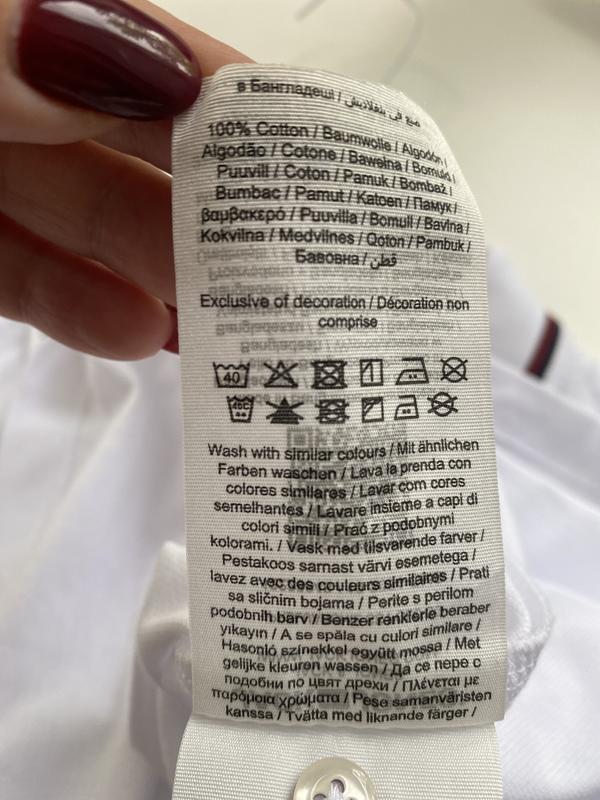 в Бангладеші / صنع في بنغلاديش
100% Cotton / Baumwolle / Algodón /
Algodão / Cotone / Bawełna / Bomuld /
Puuvill / Coton / Pamuk / Bombaž /
Bumbac / Pamut / Katoen / Памук /
βαμβακερό / Puuvilla / Bomull / Bavlna /
Kokvilna / Medvilnes / Qoton / Pambuk /
Бавовна / قطن
Exclusive of decoration / Décoration non
comprise
40
40C
Wash with similar colours / Mit ähnlichen
Farben waschen / Lava la prenda con
colores similares / Lavar com cores
semelhantes / Lavare insieme a capi di
colori simili / Prać z podobnymi
kolorami. / Vask med tilsvarende farver /
Pestakoos sarnast värvi esemetega /
lavez avec des couleurs similaires / Prati
sa sličnim bojama / Perite s perilom
podobnih barv / Benzer renklerle beraber
yıkayın / A se spăla cu culori similare /
Hasonló színekkel együtt mossa / Met
gelijke kleuren wassen / Да се пере с
подобни по цвят дрехи / Πλένεται με
παρόμοια χρώματα / Pese samanväristen
kanssa / Tvätta med liknande färger /